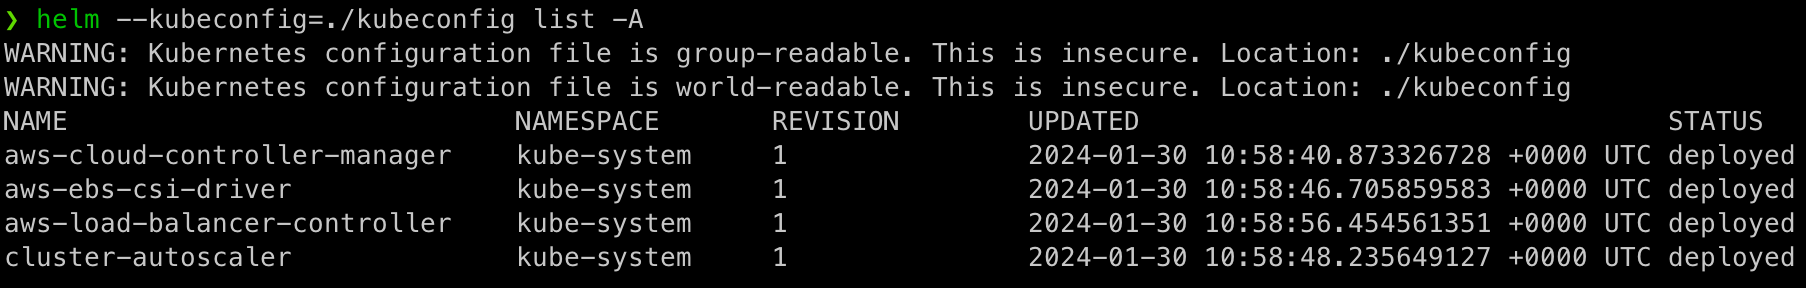 ❯ helm --kubeconfig=./kubeconfig list -A
WARNING: Kubernetes configuration file is group-readable. This is insecure. Location: ./kubeconfig
WARNING: Kubernetes configuration file is world-readable. This is insecure. Location: ./kubeconfig
NAME NAMESPACE REVISION UPDATED STATUS
aws-cloud-controller-manager kube-system 1 2024-01-30 10:58:40.873326728 +0000 UTC deployed
aws-ebs-csi-driver kube-system 1 2024-01-30 10:58:46.705859583 +0000 UTC deployed
aws-load-balancer-controller kube-system 1 2024-01-30 10:58:56.454561351 +0000 UTC deployed
cluster-autoscaler kube-system 1 2024-01-30 10:58:48.235649127 +0000 UTC deployed